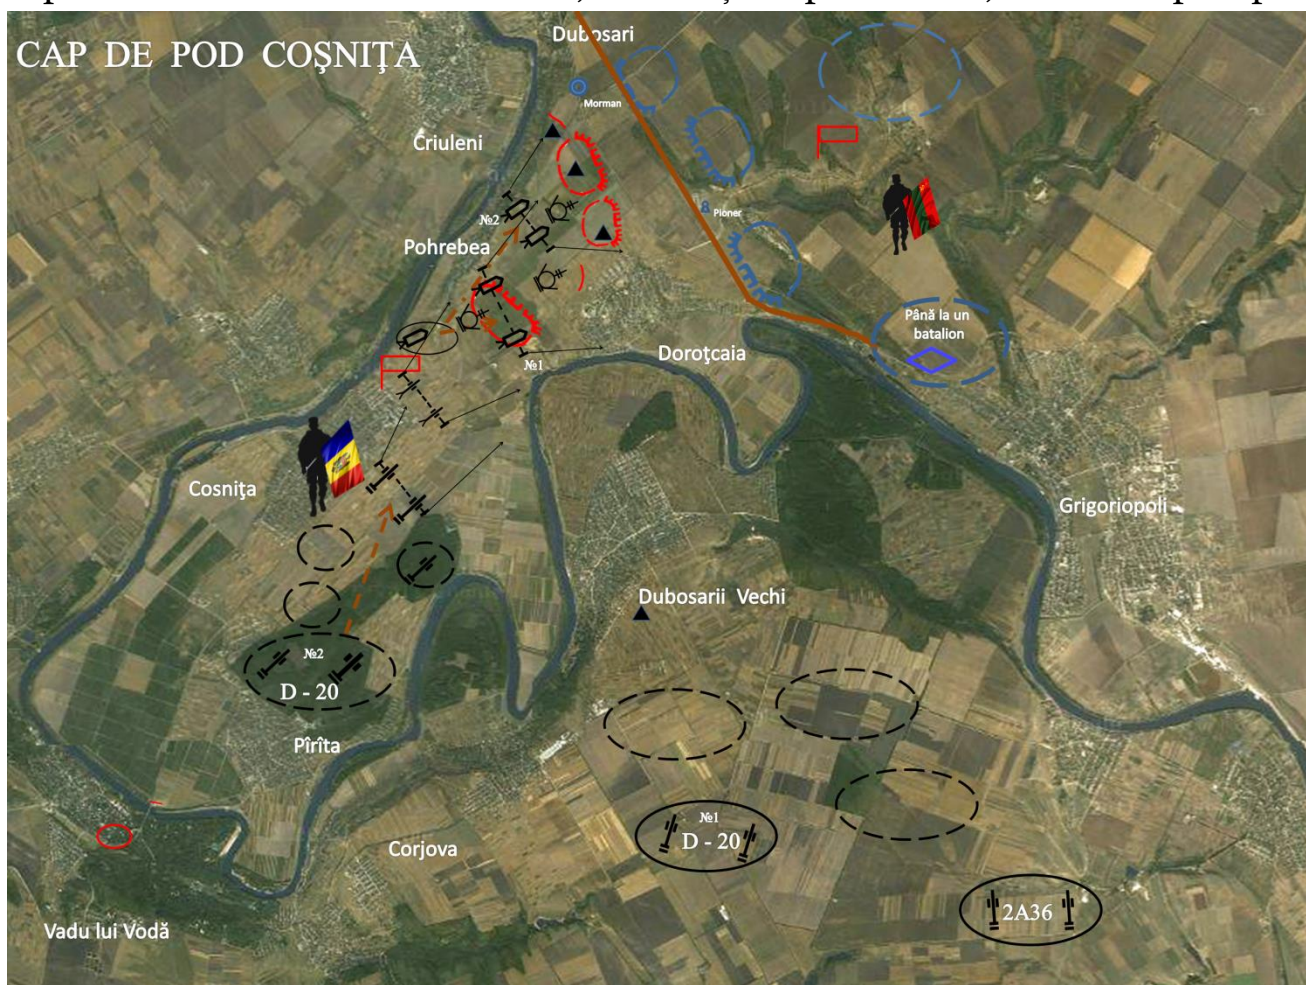 CAP DE POD COŞNIŢA
Dubosari
Morman
Criuleni
№2
Pioner
Pohrebea
Până la un
batalion
Doroţcaia
№1
Cosniţa
Grigoriopoli
Dubosarii Vechi
№2
D - 20
Pîrîta
№1
D - 20
Corjova
2A36
Vadu lui Vodă